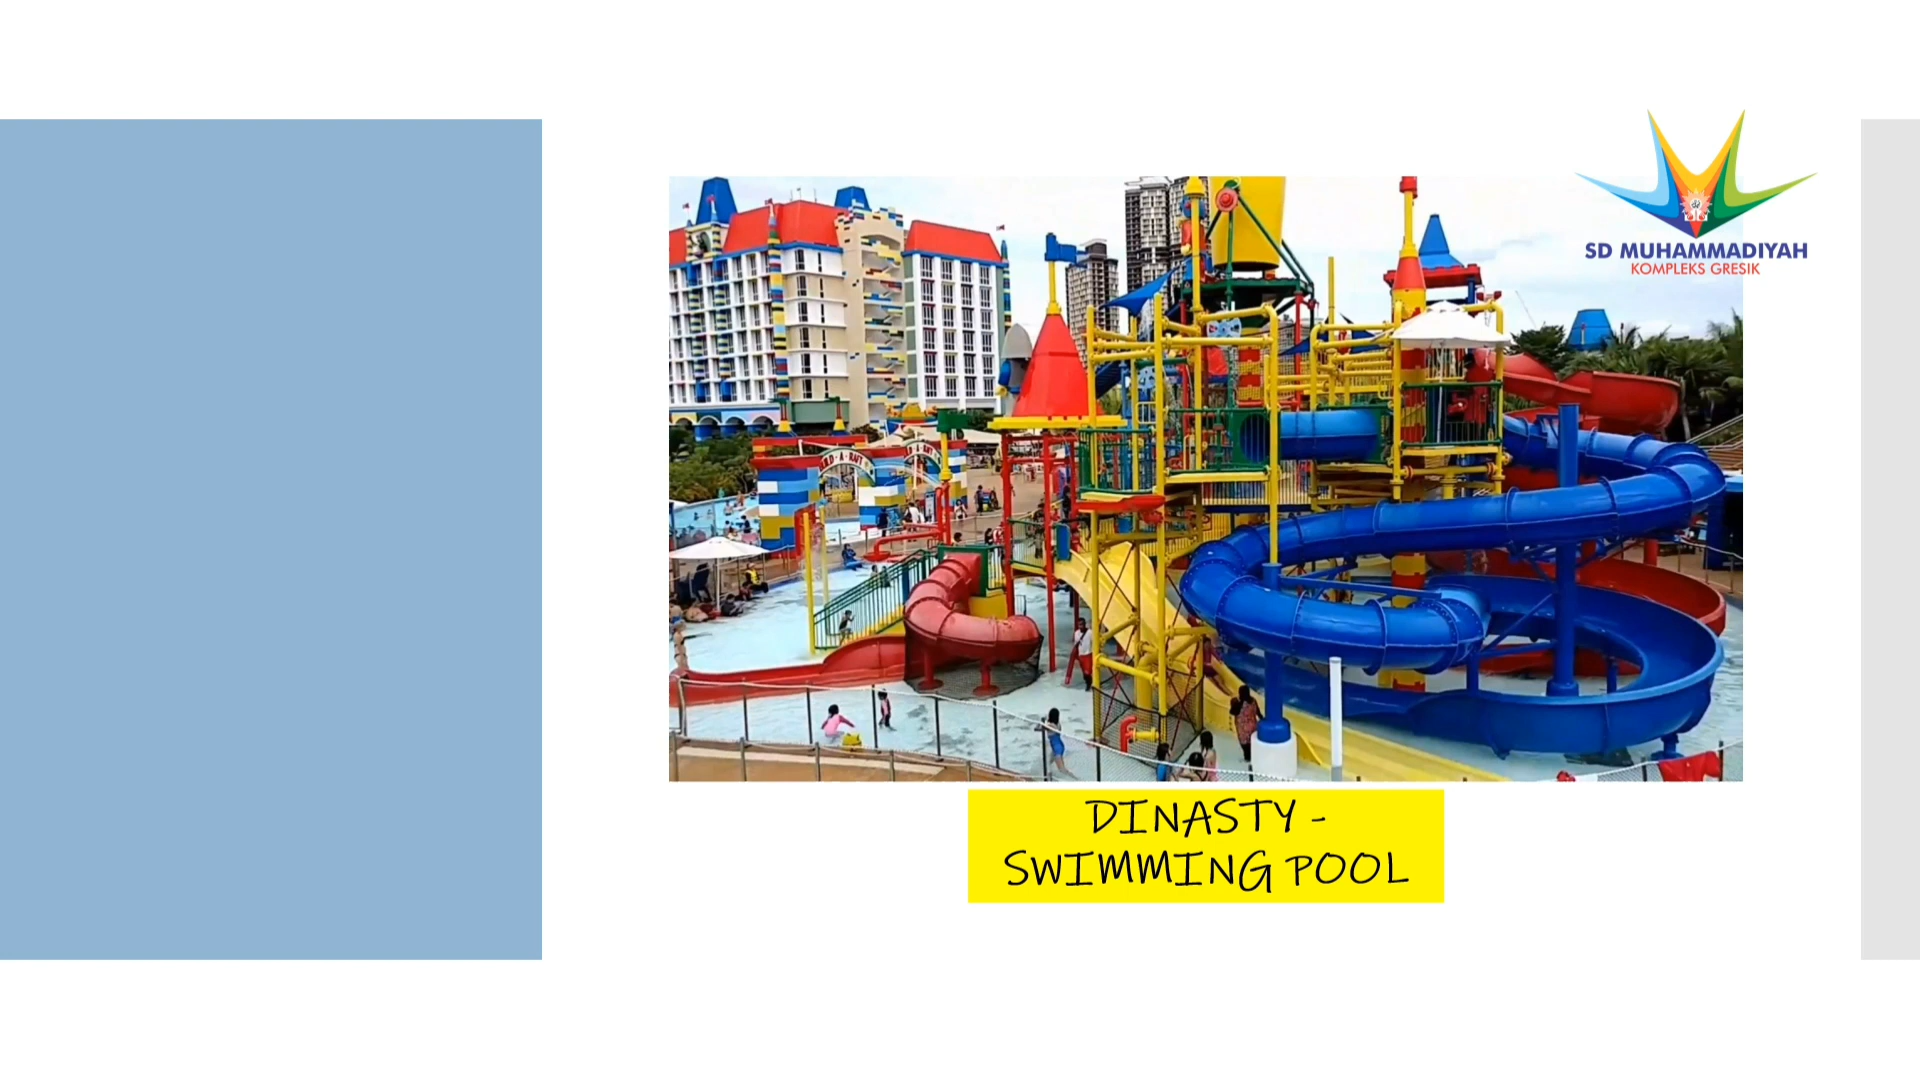 SD MUHAMMADIYAH
KOMPLEKS GRESIK
DINASTY -
SWIMMING POOL